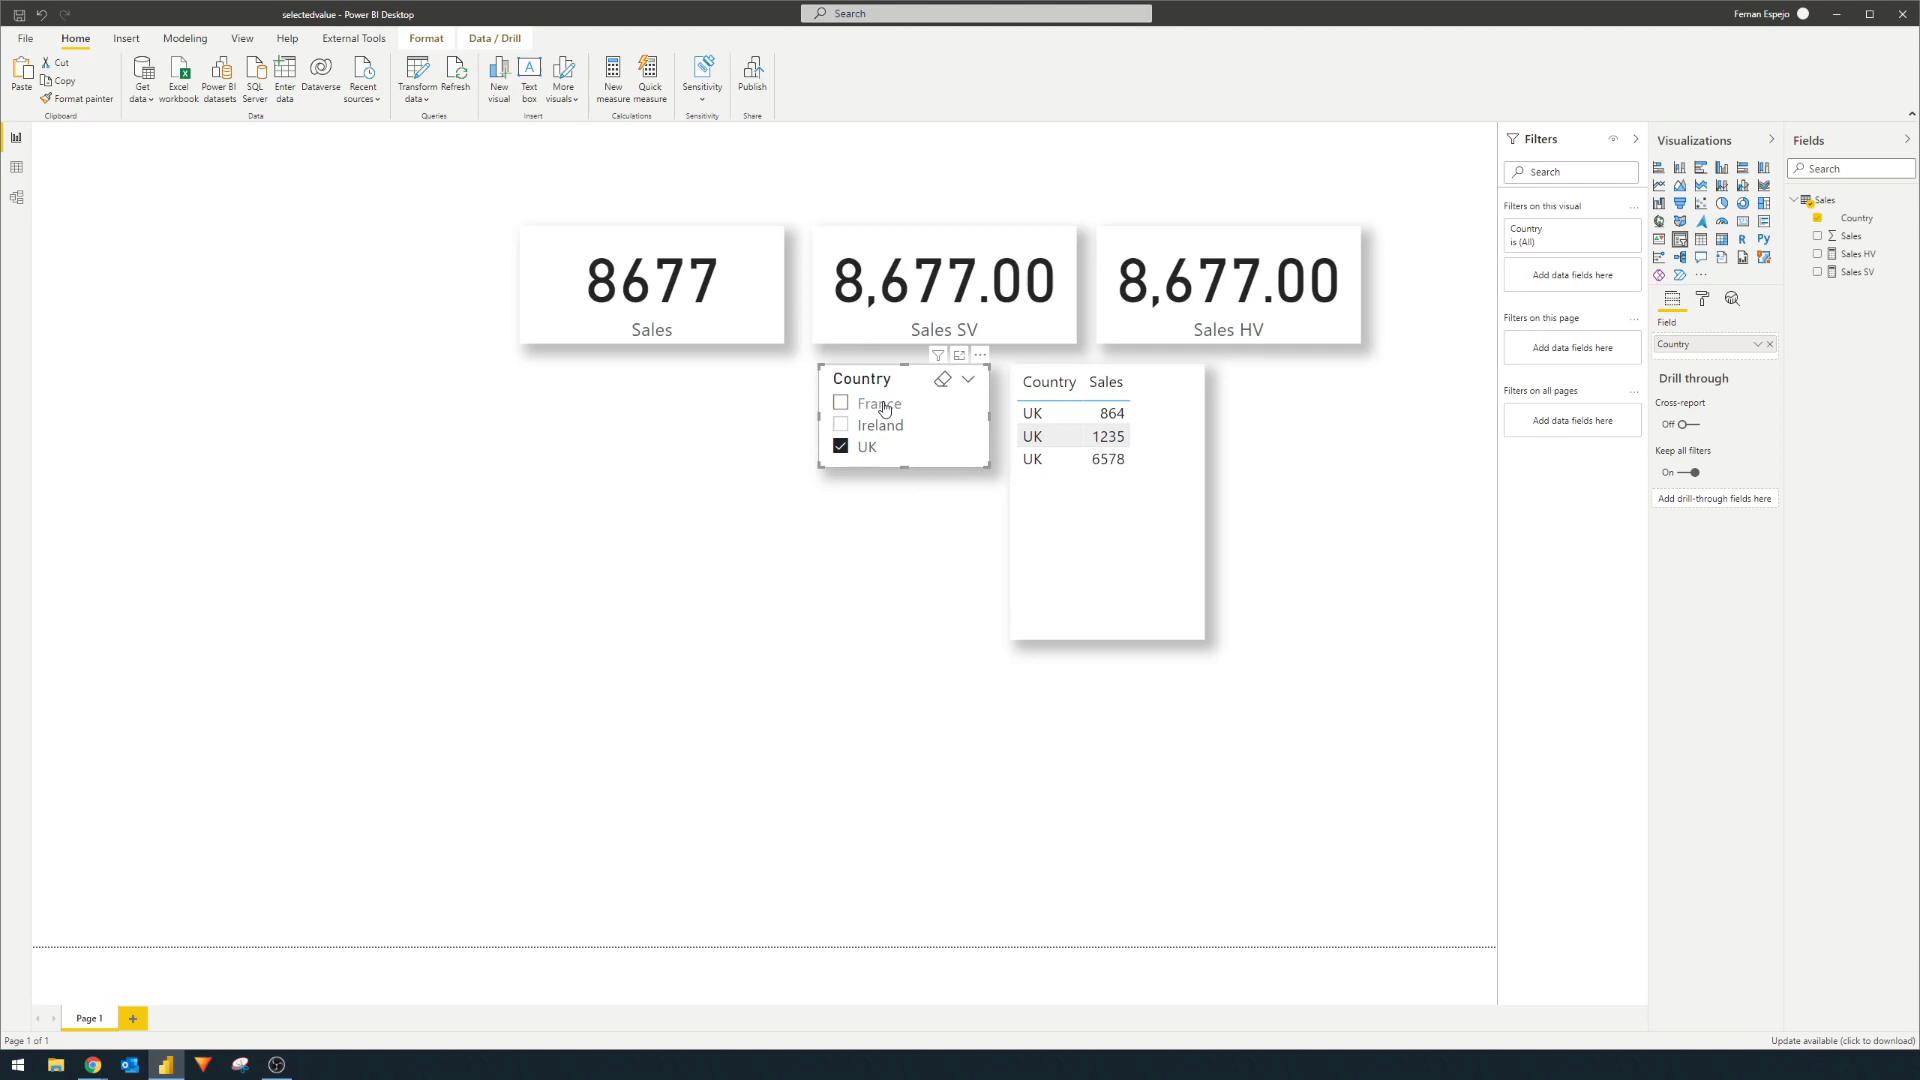 selectedvalue - Power BI Desktop
Search
Fernan Espejo
File Home Insert Modeling View Help External Tools Format Data / Drill
Paste
Cut
Copy
Format painter
Clipboard
Get data
Excel workbook
Power BI datasets
SQL Server
Enter data
Dataverse
Recent sources
Data
Transform data
Refresh
Queries
New visual
Text box
More visuals
Insert
New measure
Quick measure
Calculations
Sensitivity
Sensitivity
Publish
Share
8677
Sales
8,677.00
Sales SV
8,677.00
Sales HV
Country
France
Ireland
UK
Country Sales
UK 864
UK 1235
UK 6578
Filters
Search
Filters on this visual
Country
is (All)
Add data fields here
Filters on this page
Add data fields here
Filters on all pages
Add data fields here
Visualizations
R Py
Field
Country
Drill through
Cross-report
Off
Keep all filters
On
Add drill-through fields here
Fields
Search
Sales
Country
Sales
Sales HV
Sales SV
Page 1
Page 1 of 1
Update available (click to download)